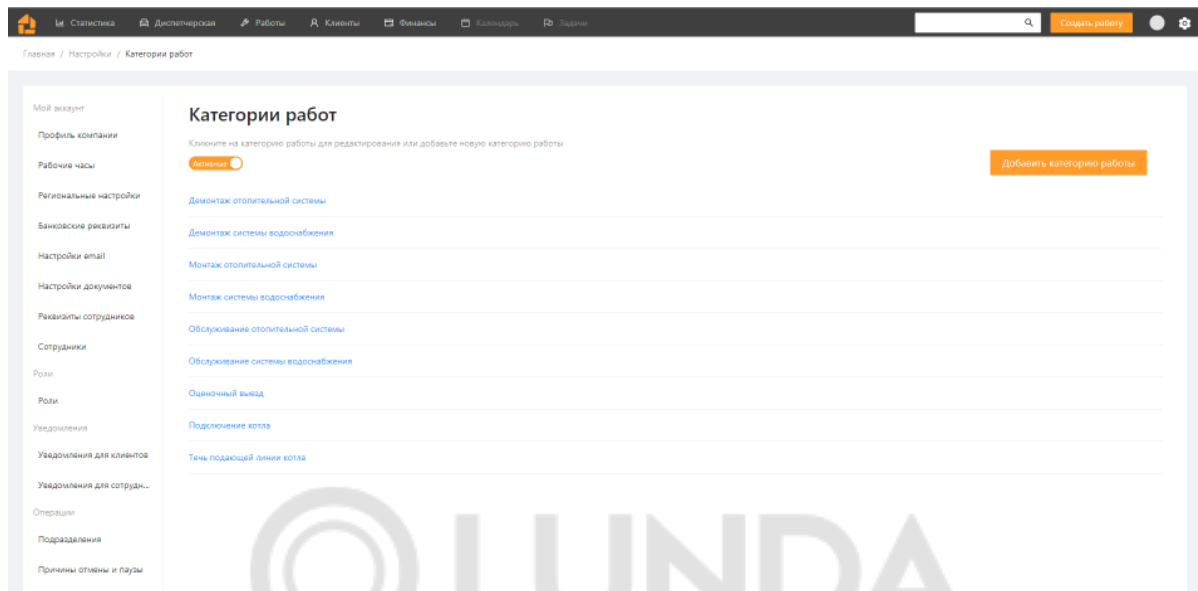 Статистика Диспетчерская Работы Клиенты Финансы Календарь Задачи Создать работу
Главная / Настройки / Категории работ
Мой аккаунт
Профиль компании
Рабочие часы
Региональные настройки
Банковские реквизиты
Настройки email
Настройки документов
Реквизиты сотрудников
Сотрудники
Роли
Роли
Уведомления
Уведомления для клиентов
Уведомления для сотрудн...
Операции
Подразделения
Причины отмены и паузы
Категории работ
Кликните на категорию работы для редактирования или добавьте новую категорию работы
Активные
Добавить категорию работы
Демонтаж отопительной системы
Демонтаж системы водоснабжения
Монтаж отопительной системы
Монтаж системы водоснабжения
Обслуживание отопительной системы
Обслуживание системы водоснабжения
Оценочный выезд
Подключение котла
Течь подающей линии котла
LUNDA